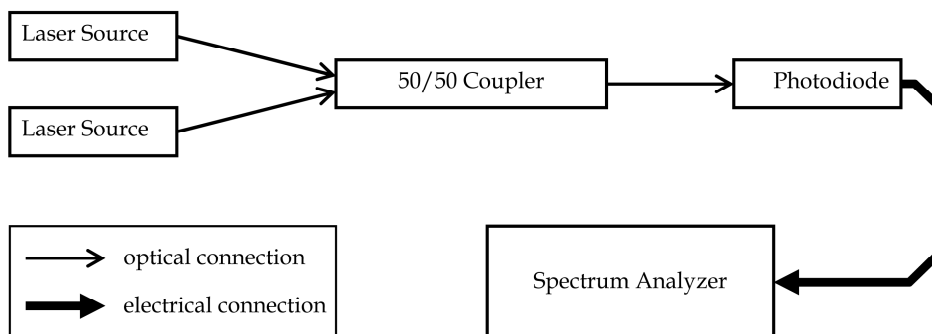 Laser Source
50/50 Coupler
Photodiode
Laser Source
optical connection
electrical connection
Spectrum Analyzer